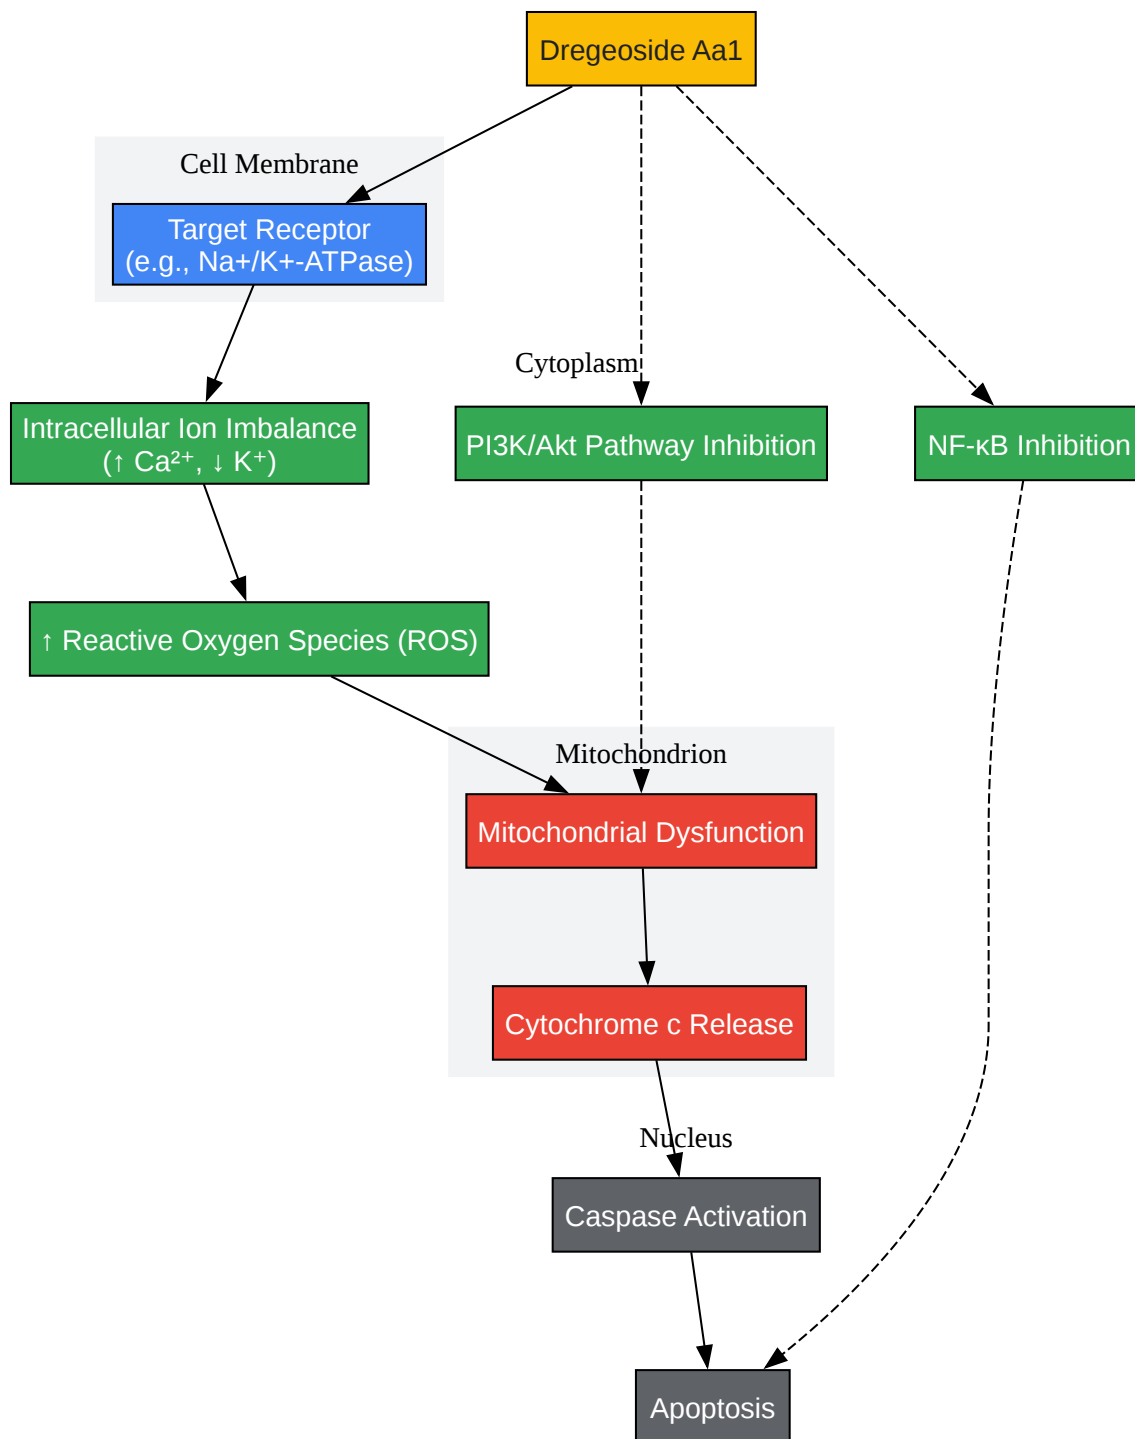 Dregeoside Aa1
Cell Membrane
Target Receptor
(e.g., Na+/K+-ATPase)
Cytoplasm
Intracellular Ion Imbalance
(↑ Ca²⁺, ↓ K⁺)
PI3K/Akt Pathway Inhibition
NF-κB Inhibition
↑ Reactive Oxygen Species (ROS)
Mitochondrion
Mitochondrial Dysfunction
Cytochrome c Release
Nucleus
Caspase Activation
Apoptosis